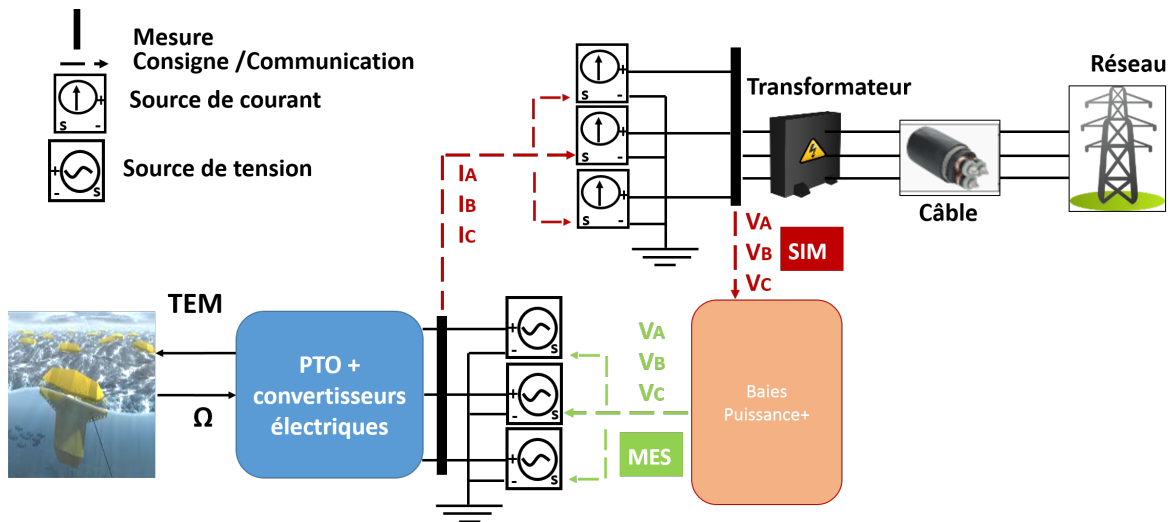 Mesure
Consigne /Communication
Source de courant
Source de tension
+
s
-
+
-
s
+
s
-
+
s
-
+
s
-
Transformateur
Câble
Réseau
IA
IB
IC
VA
VB
VC
SIM
TEM
Ω
PTO +
convertisseurs
électriques
+
-
s
+
-
s
+
-
s
VA
VB
VC
MES
Baies
Puissance+